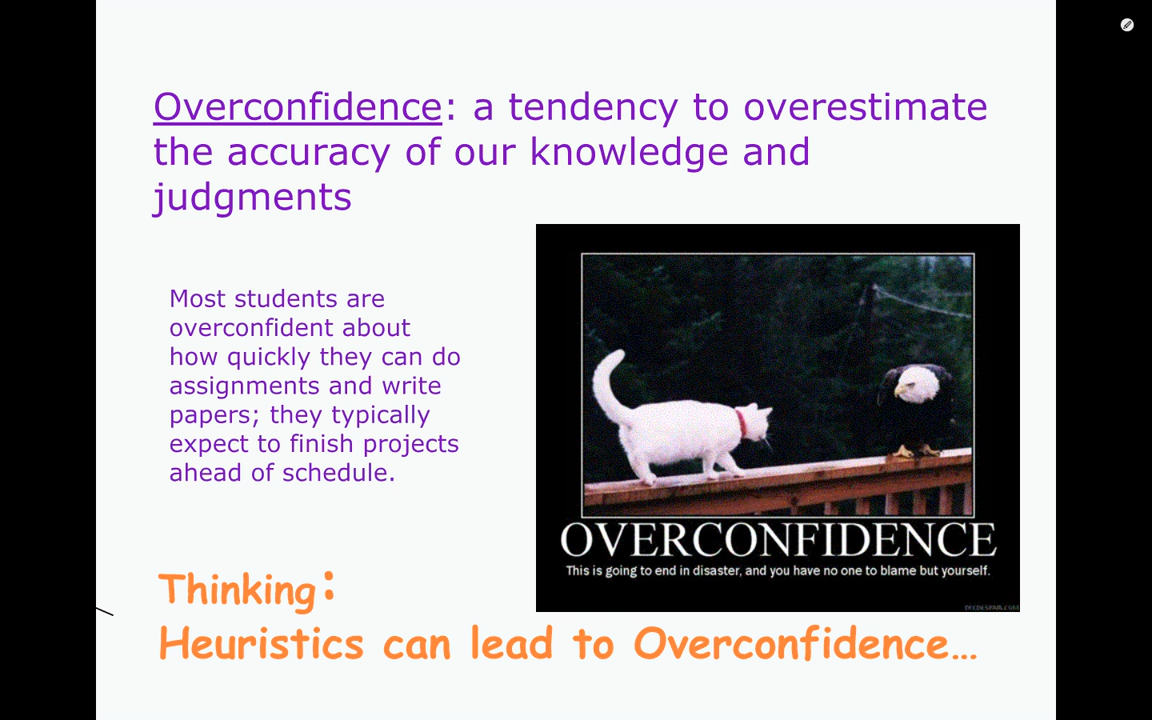 Overconfidence: a tendency to overestimate
the accuracy of our knowledge and
judgments
Most students are
overconfident about
how quickly they can do
assignments and write
papers; they typically
expect to finish projects
ahead of schedule.
OVERCONFIDENCE
This is going to end in disaster, and you have no one to blame but yourself.
Thinking:
Heuristics can lead to Overconfidence…